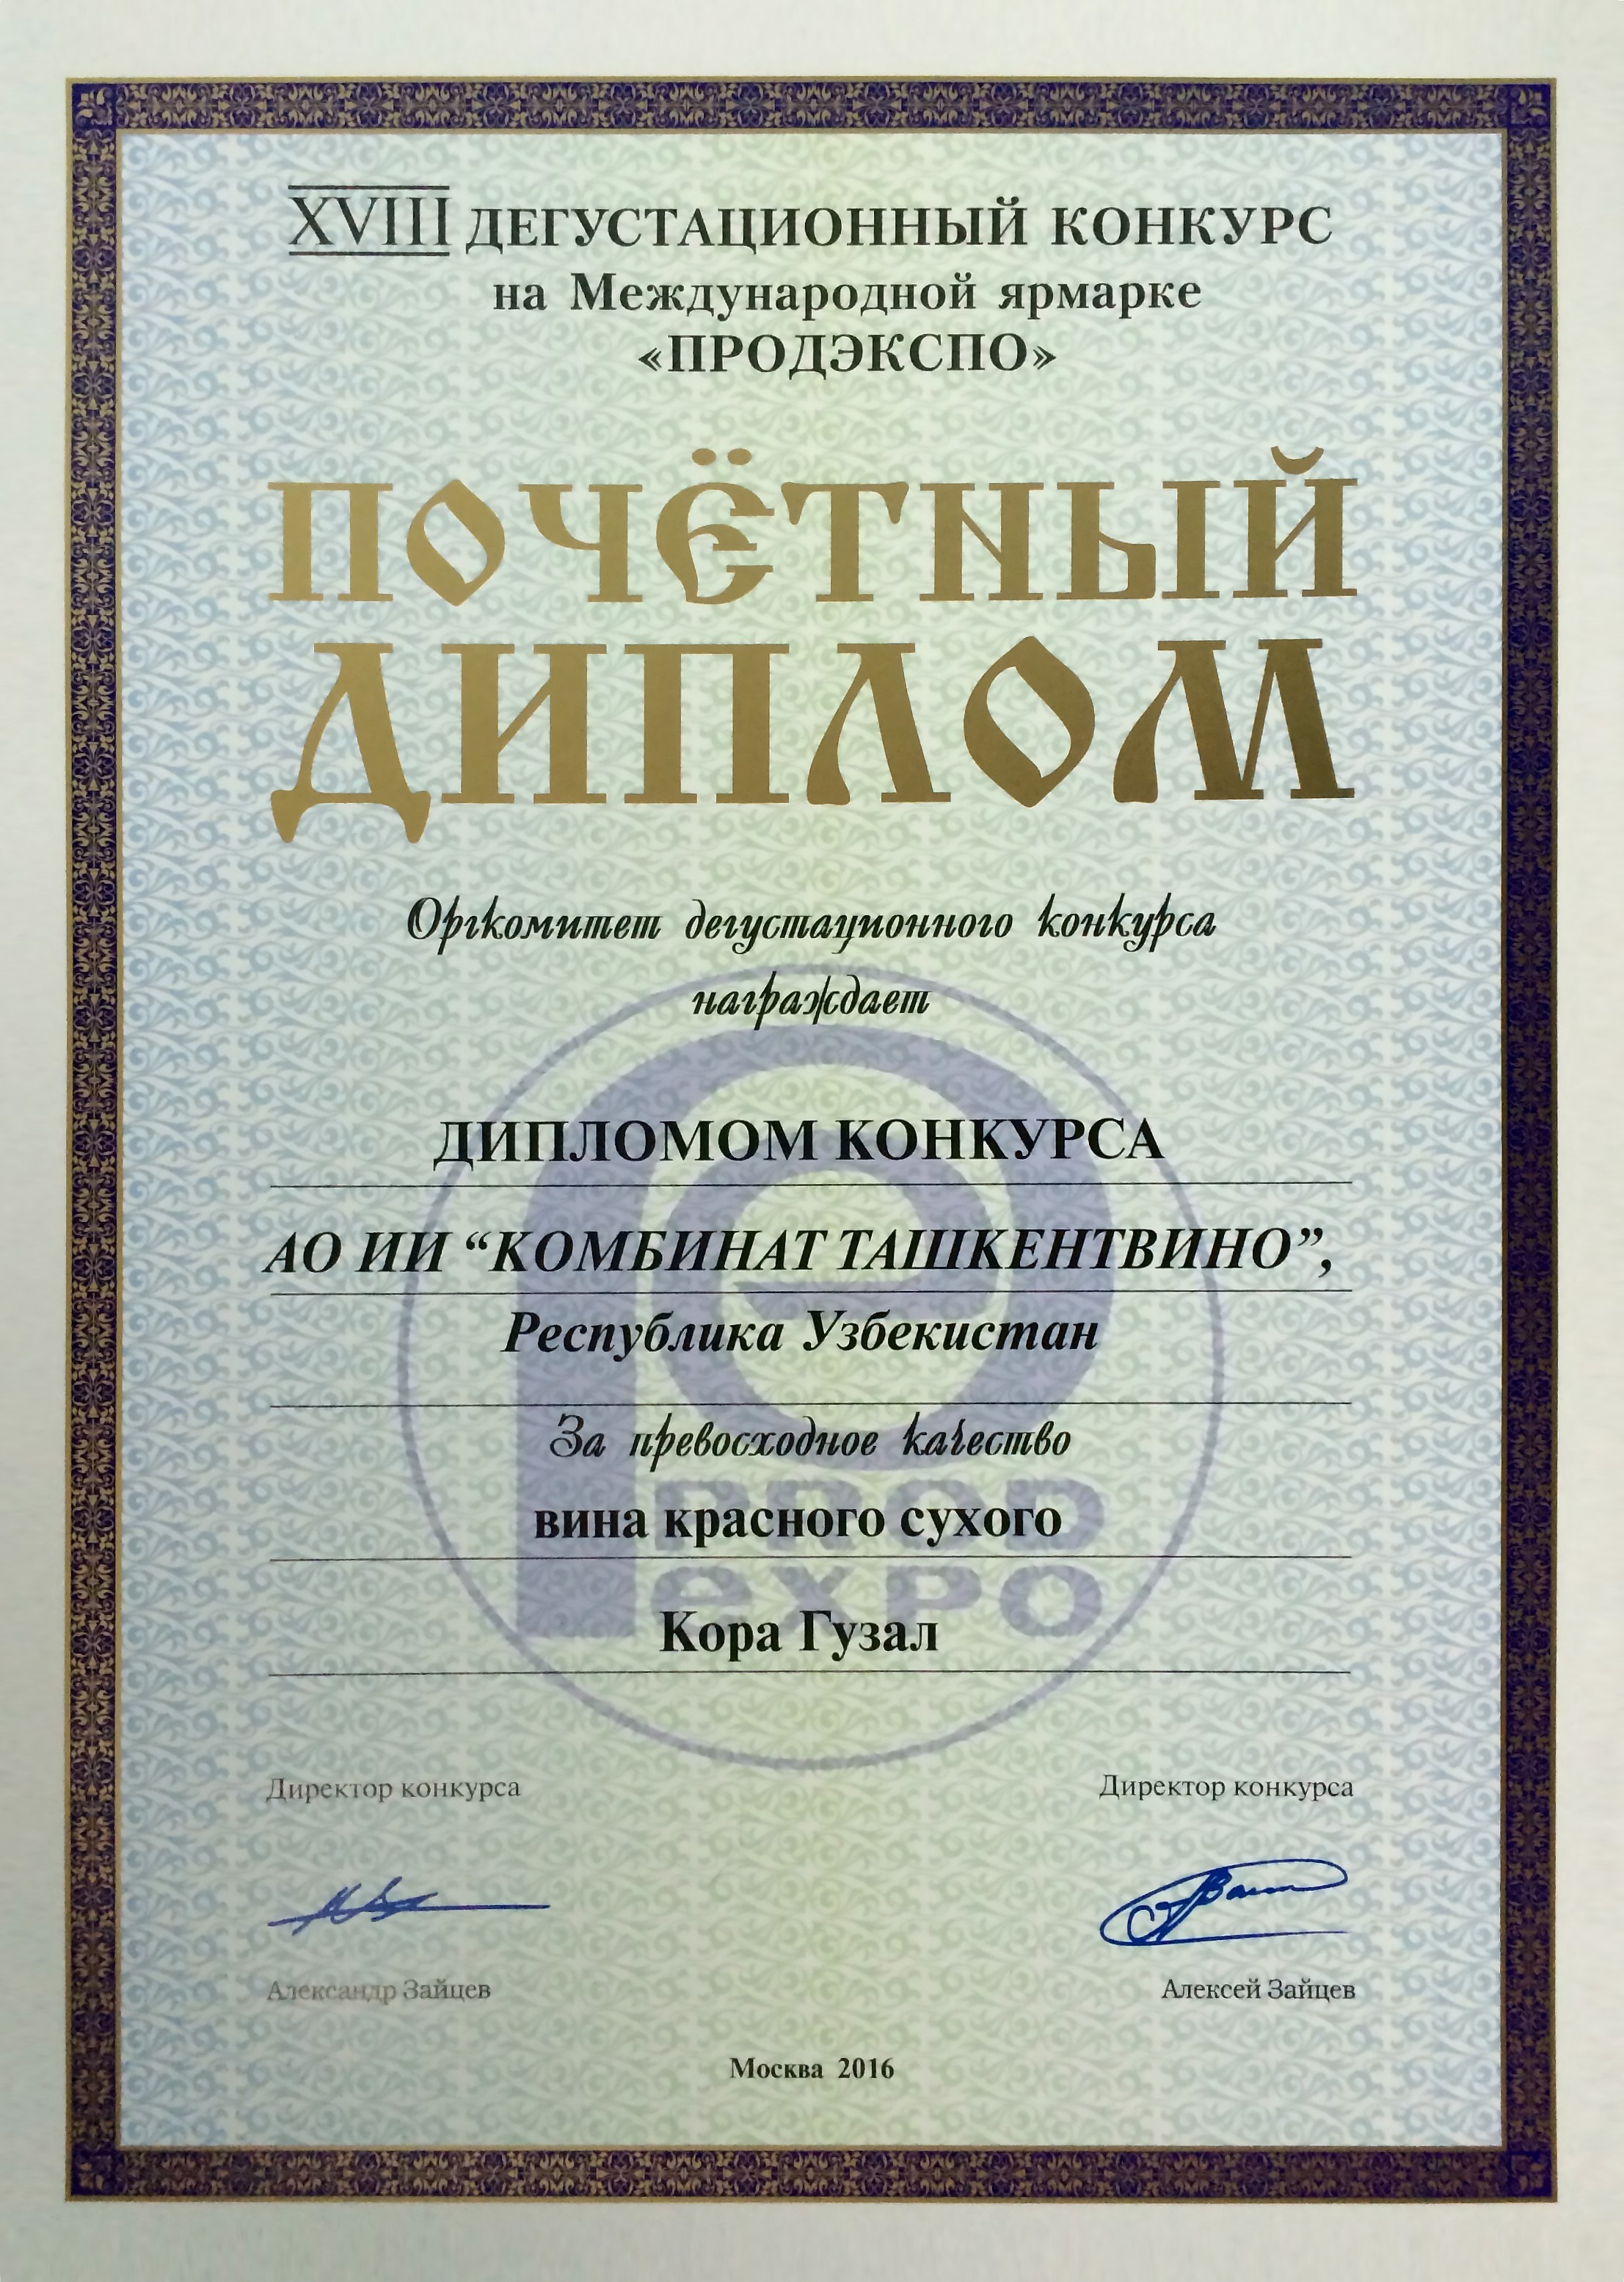 XVIII ДЕГУСТАЦИОННЫЙ КОНКУРС
на Международной ярмарке
«ПРОДЭКСПО»
ПОЧЁТНЫЙ
ДИПЛОМ
Оргкомитет дегустационного конкурса
награждает
ДИПЛОМОМ КОНКУРСА
АО ИИ “КОМБИНАТ ТАШКЕНТВИНО”,
Республика Узбекистан
За превосходное качество
PROD
вина красного сухого
expo
Кора Гузал
Директор конкурса Директор конкурса
Александр Зайцев Алексей Зайцев
Москва 2016